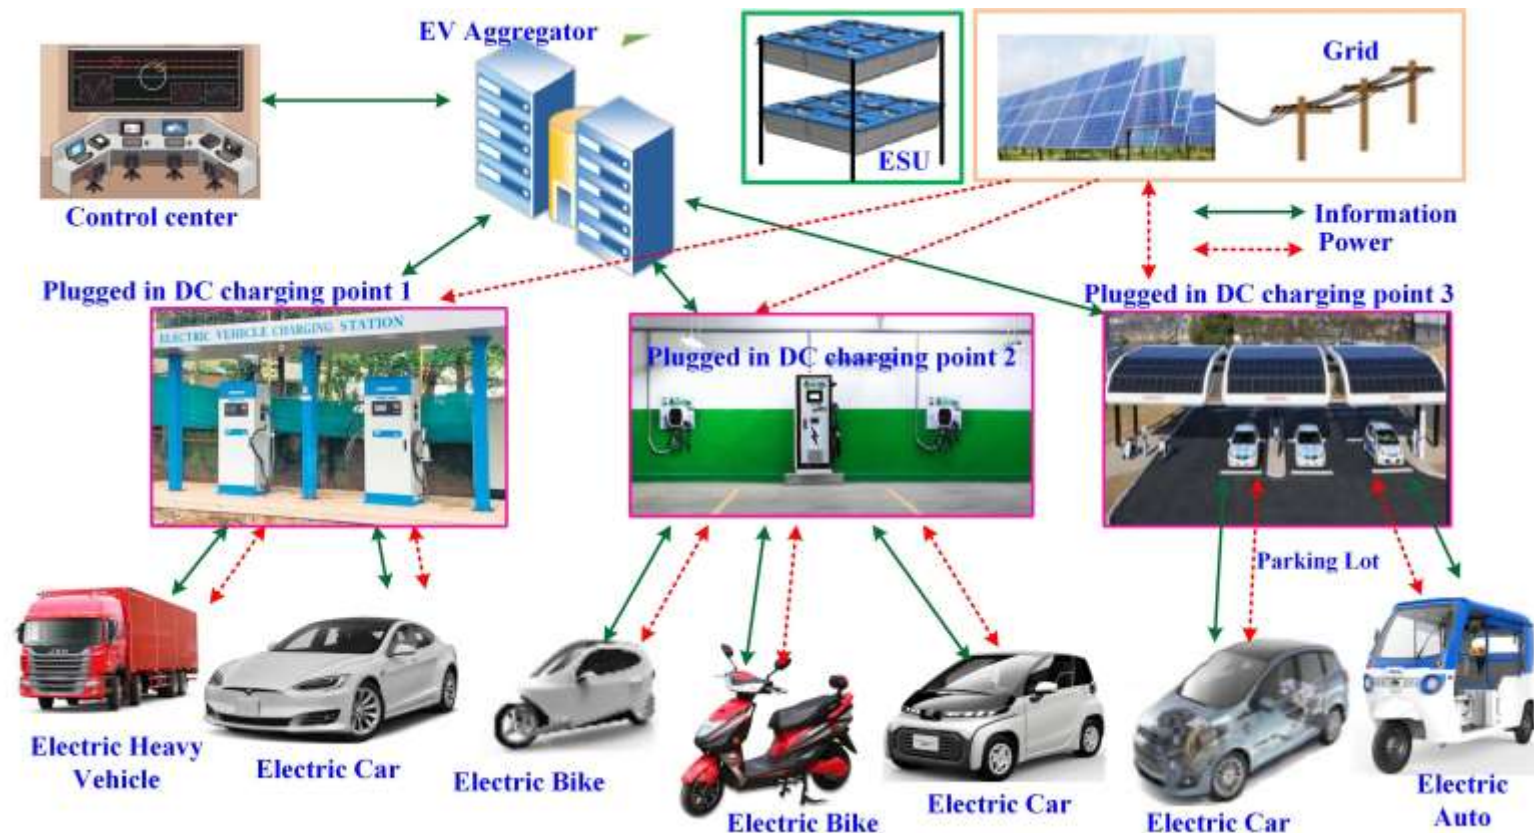 EV Aggregator
Grid
ESU
Control center
Information
Power
Plugged in DC charging point 1
Plugged in DC charging point 3
ELECTRIC VEHICLE CHARGING STATION
Plugged in DC charging point 2
Parking Lot
Electric Heavy
Vehicle
Electric Car
Electric Bike
Electric Bike
Electric Car
Electric Car
Electric
Auto